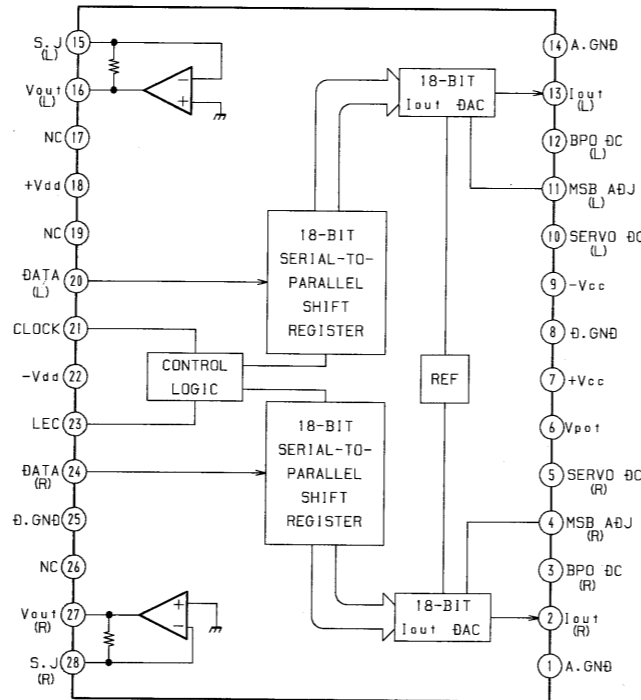 S.J
(L)
15
Vout
(L)
16
NC 17
+Vdd 18
NC 19
DATA
(L)
20
CLOCK 21
-Vdd 22
LEC 23
DATA
(R)
24
D.GND 25
NC 26
Vout
(R)
27
S.J
(R)
28
-
+
+
-
18-BIT
SERIAL-TO-
PARALLEL
SHIFT
REGISTER
CONTROL
LOGIC
18-BIT
SERIAL-TO-
PARALLEL
SHIFT
REGISTER
18-BIT
Iout DAC
REF
18-BIT
Iout DAC
14 A.GND
13 Iout
(L)
12 BPO DC
(L)
11 MSB ADJ
(L)
10 SERVO DC
(L)
9 -Vcc
8 D.GND
7 +Vcc
6 Vpot
5 SERVO DC
(R)
4 MSB ADJ
(R)
3 BPO DC
(R)
2 Iout
(R)
1 A.GND